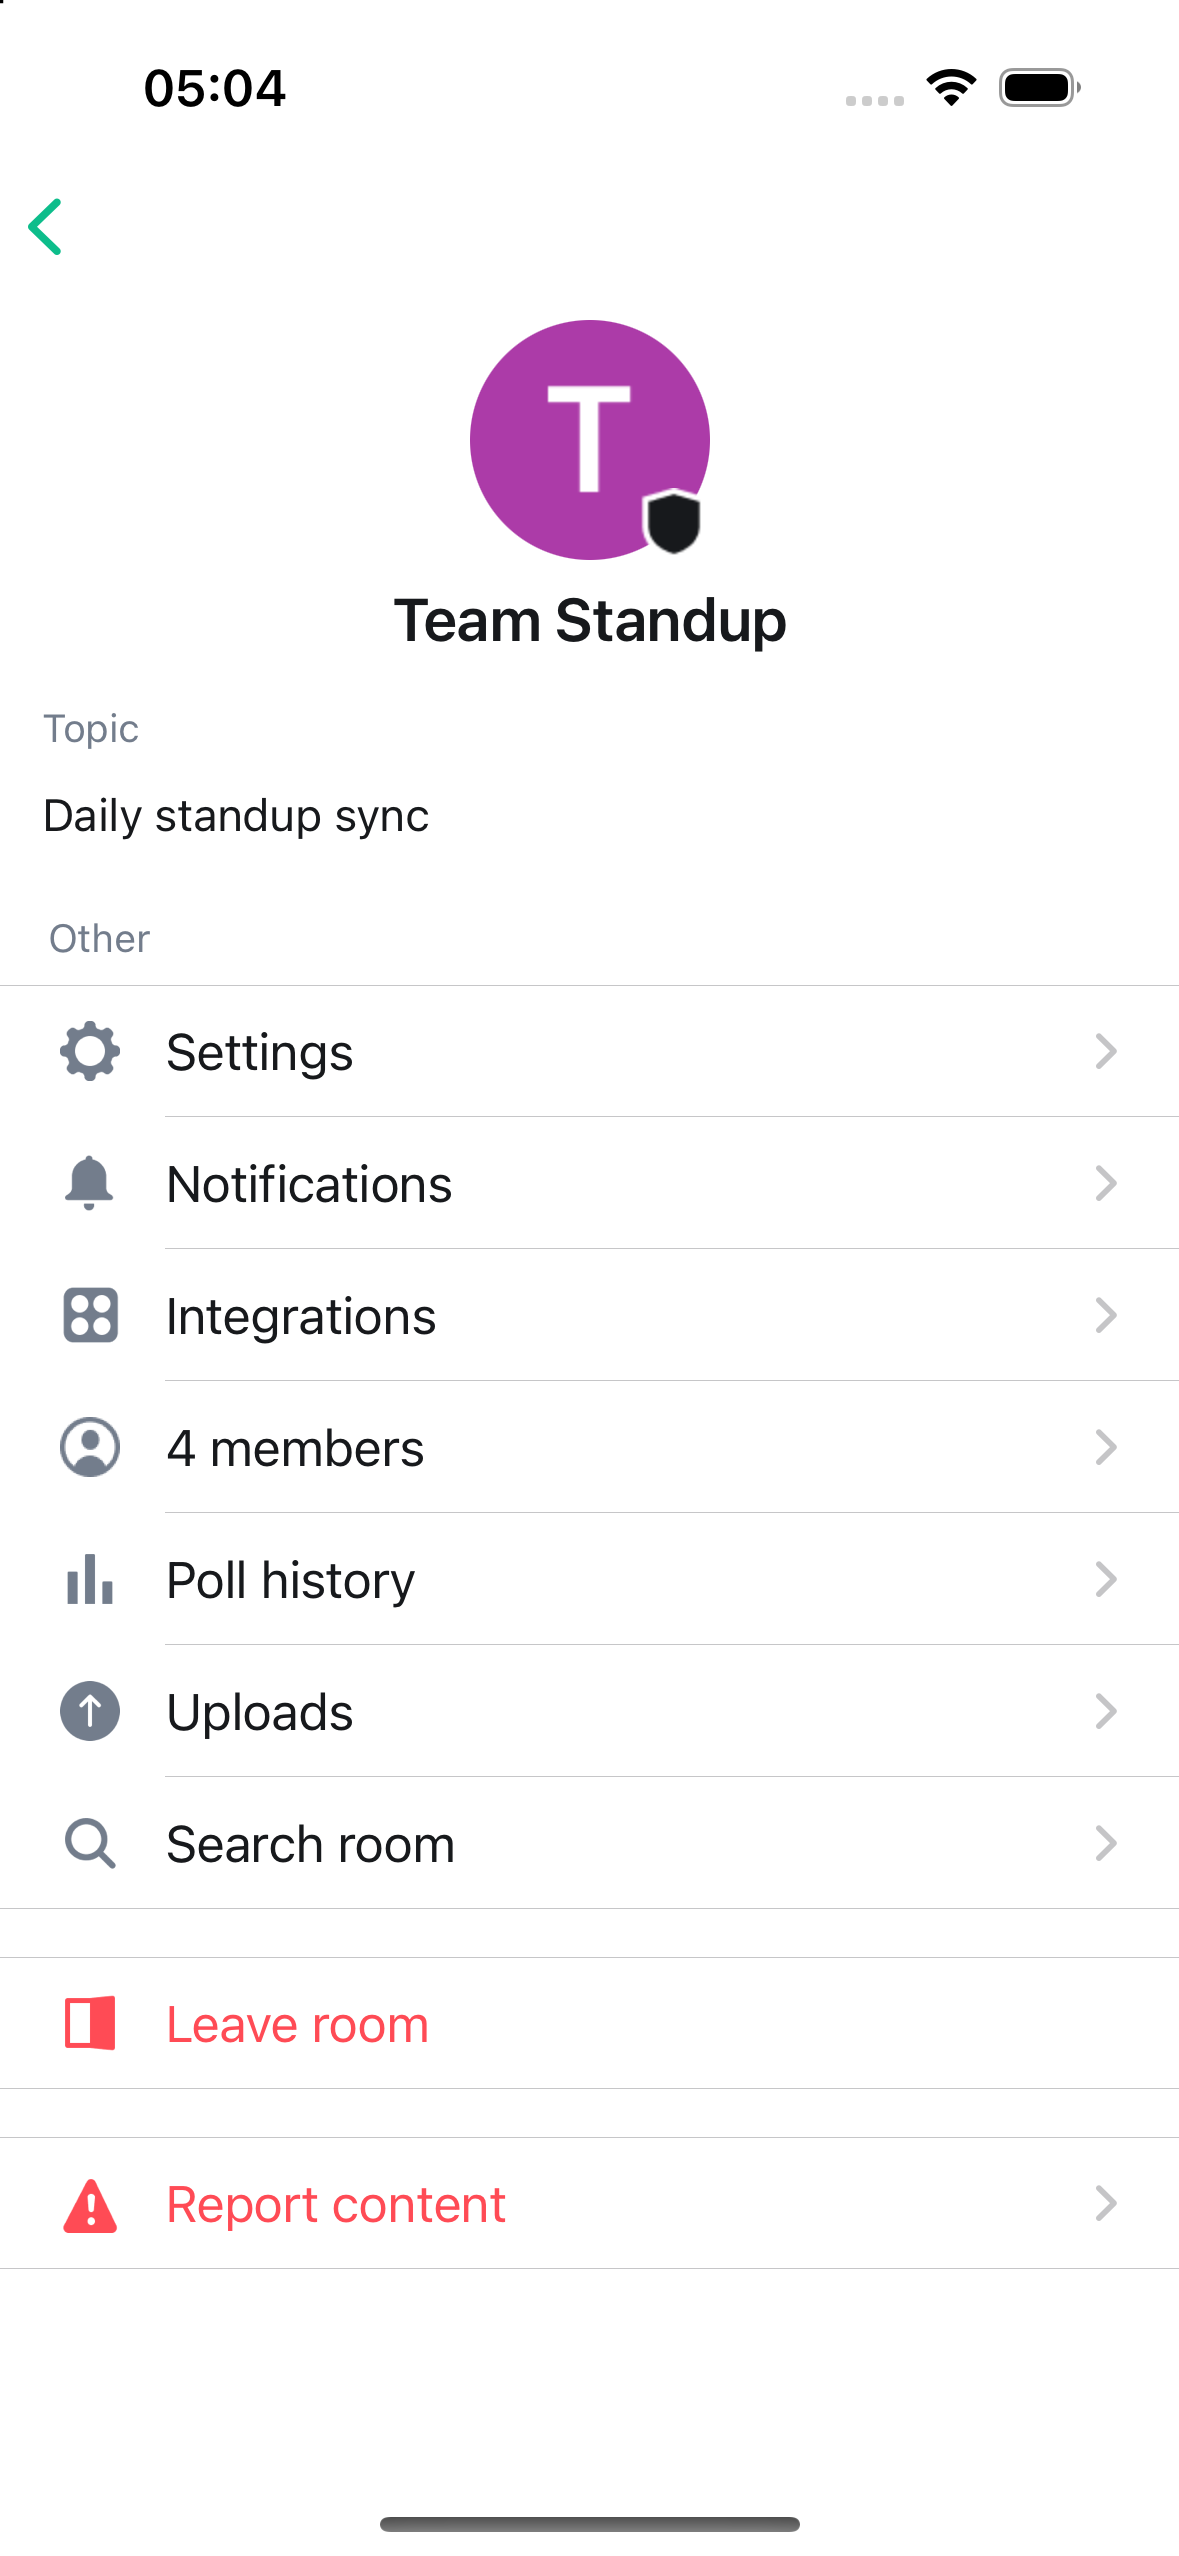 05:04
T
Team Standup
Topic
Daily standup sync
Other
Settings
Notifications
Integrations
4 members
Poll history
Uploads
Search room
Leave room
Report content